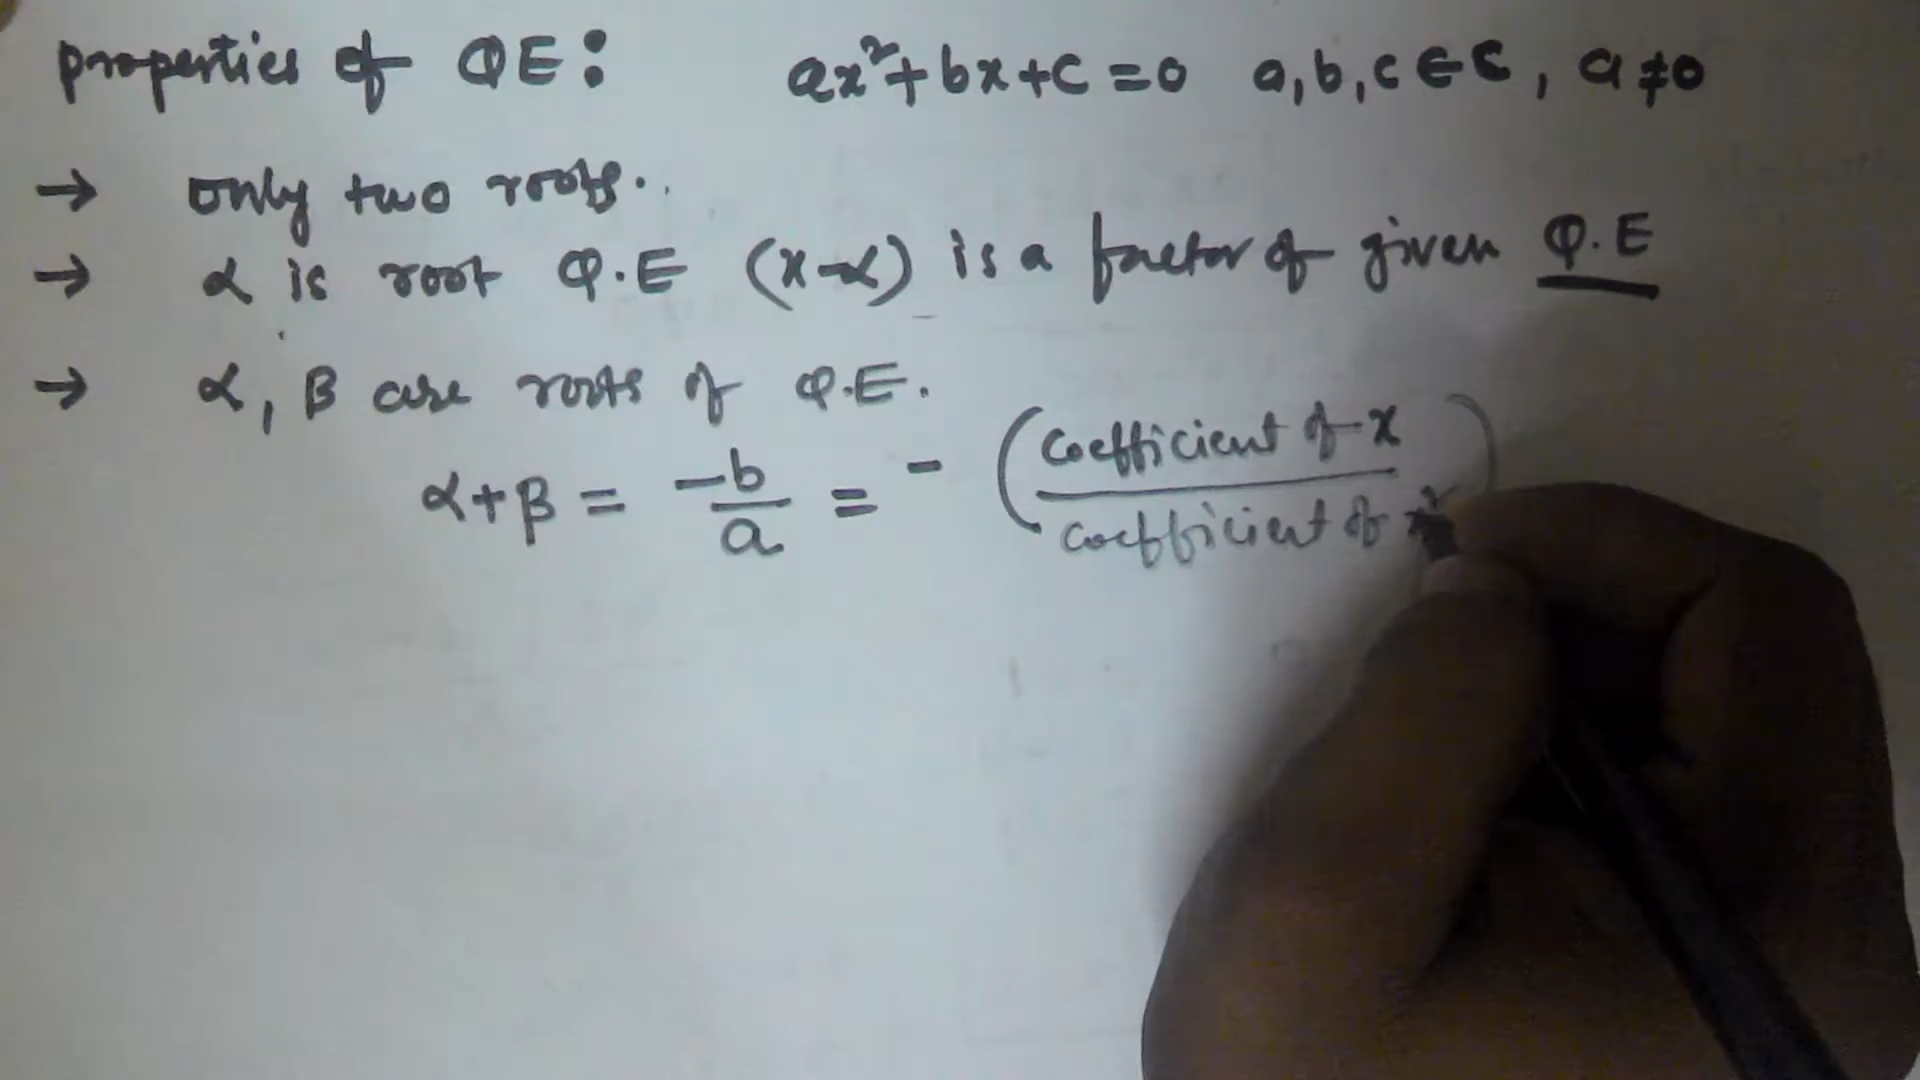 properties of QE: ax²+bx+c=0 a,b,c∈C, a≠0
→ only two roots.
→ α is root Q.E (x-α) is a factor of given Q.E
→ α, β are roots of Q.E.
α+β = -b/a = - (coefficient of x / coefficient of x²)